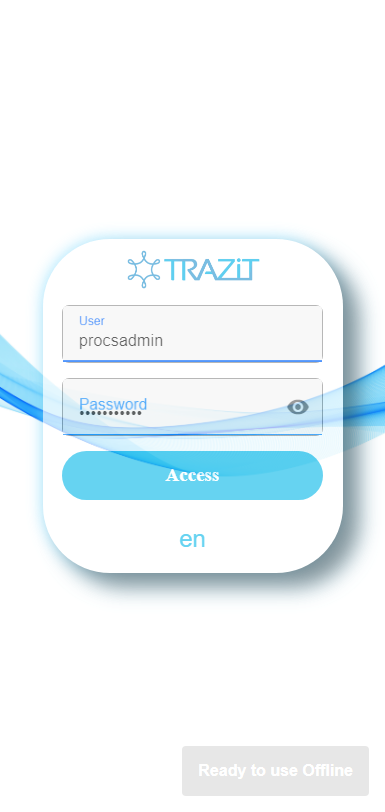 TRAZiT
User
procsadmin
Password
•••••••••••
Access
en
Ready to use Offline